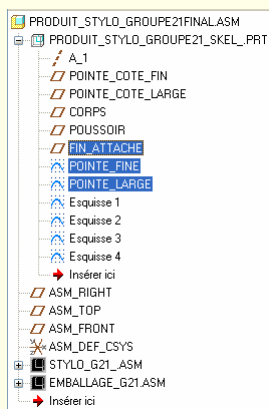 PRODUIT_STYLO_GROUPE21FINAL.ASM
PRODUIT_STYLO_GROUPE21_SKEL_.PRT
A_1
POINTE_COTE_FIN
POINTE_COTE_LARGE
CORPS
POUSSOIR
FIN_ATTACHE
POINTE_FINE
POINTE_LARGE
Esquisse 1
Esquisse 2
Esquisse 3
Esquisse 4
Insérer ici
ASM_RIGHT
ASM_TOP
ASM_FRONT
ASM_DEF_CSYS
STYLO_G21_.ASM
EMBALLAGE_G21.ASM
Insérer ici